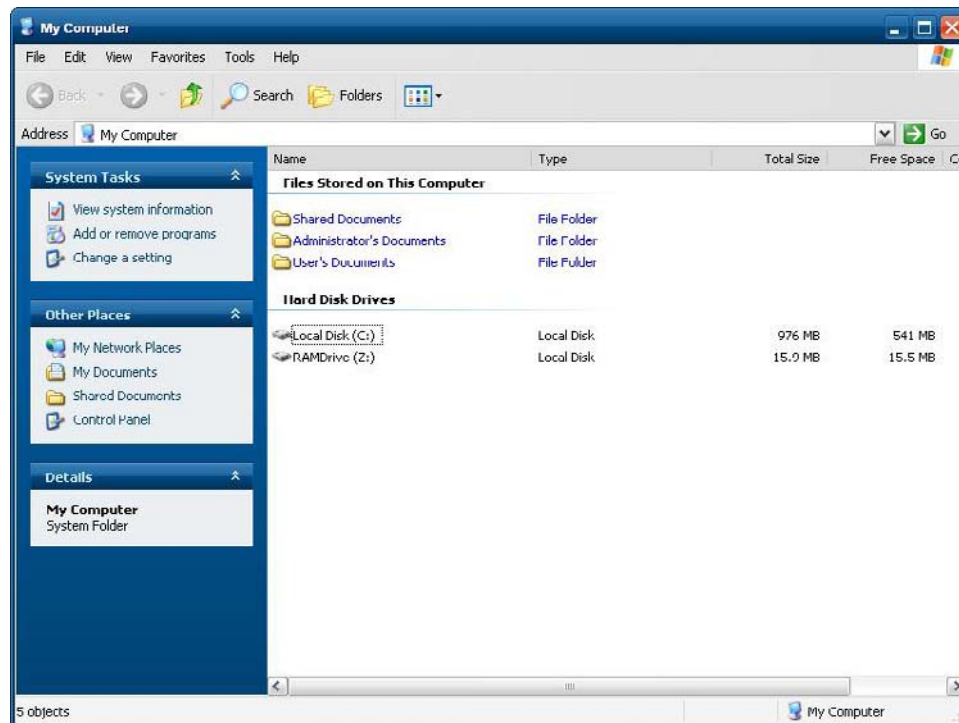 My Computer
File Edit View Favorites Tools Help
Back Search Folders
Address My Computer Go
Name Type Total Size Free Space C
System Tasks
View system information
Add or remove programs
Change a setting
Other Places
My Network Places
My Documents
Shared Documents
Control Panel
Details
My Computer
System Folder
Files Stored on This Computer
Shared Documents File Folder
Administrator's Documents File Folder
User's Documents File Folder
Hard Disk Drives
Local Disk (C:) Local Disk 976 MB 541 MB
RAMDrive (Z:) Local Disk 15.9 MB 15.5 MB
5 objects My Computer